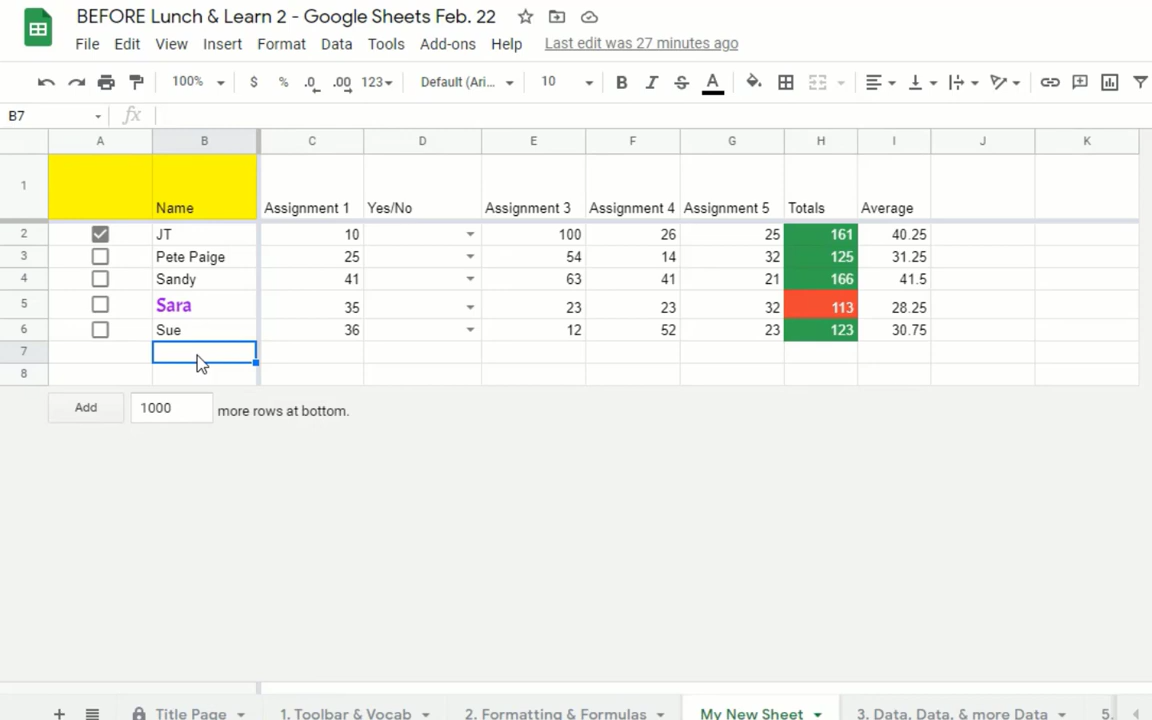 BEFORE Lunch & Learn 2 - Google Sheets Feb. 22
File Edit View Insert Format Data Tools Add-ons Help Last edit was 27 minutes ago
100% $ % .0 .00 123 Default (Ari... 10 B I S A
B7 fx
A B C D E F G H I J K
1 Name Assignment 1 Yes/No Assignment 3 Assignment 4 Assignment 5 Totals Average
2 JT 10 100 26 25 161 40.25
3 Pete Paige 25 54 14 32 125 31.25
4 Sandy 41 63 41 21 166 41.5
5 Sara 35 23 23 32 113 28.25
6 Sue 36 12 52 23 123 30.75
7
8
Add 1000 more rows at bottom.
+ Title Page 1. Toolbar & Vocab 2. Formatting & Formulas My New Sheet 3. Data, Data, & more Data 5.